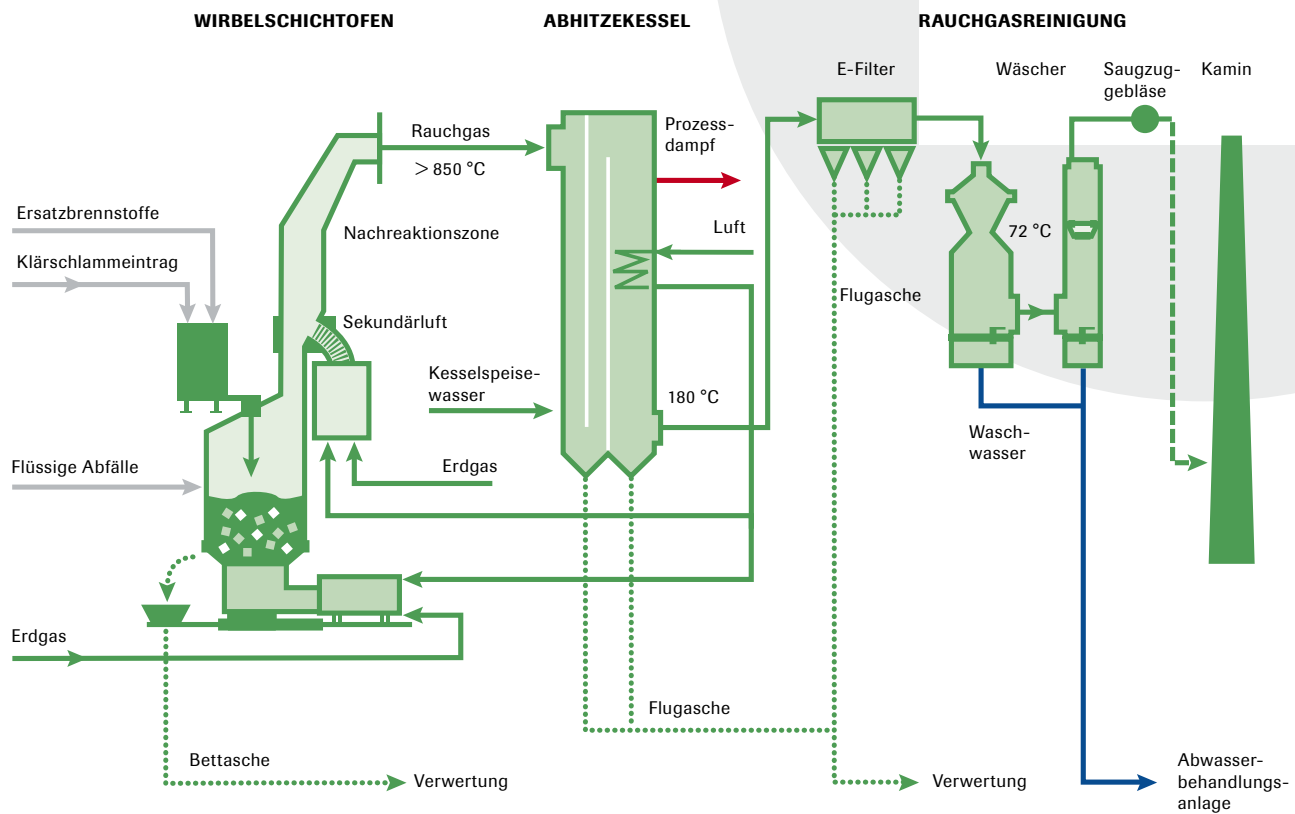 WIRBELSCHICHTOFEN
ABHITZEKESSEL
RAUCHGASREINIGUNG
E-Filter
Wäscher
Saugzug-
gebläse
Kamin
Rauchgas
> 850 °C
Prozess-
dampf
Ersatzbrennstoffe
Klärschlammeintrag
Nachreaktionszone
Luft
72 °C
Flugasche
Sekundärluft
Kesselspeise-
wasser
180 °C
Wasch-
wasser
Flüssige Abfälle
Erdgas
Erdgas
Flugasche
Bettasche
Verwertung
Verwertung
Abwasser-
behandlungs-
anlage